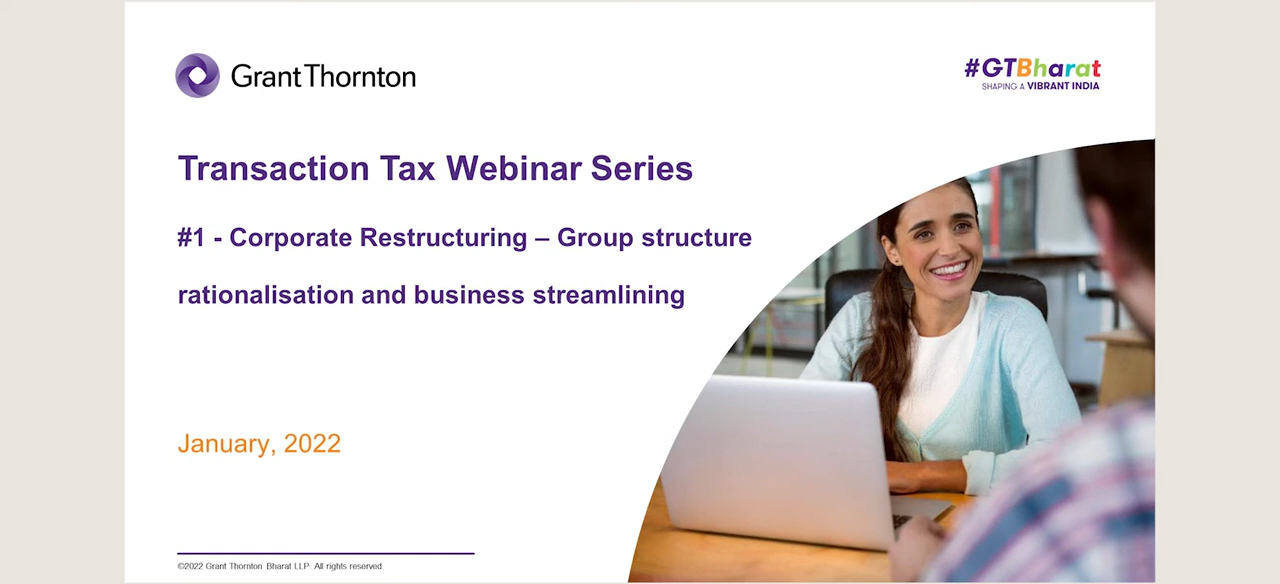 Grant Thornton
#GTBharat
SHAPING A VIBRANT INDIA
Transaction Tax Webinar Series
#1 - Corporate Restructuring – Group structure
rationalisation and business streamlining
January, 2022
©2022 Grant Thornton Bharat LLP. All rights reserved.